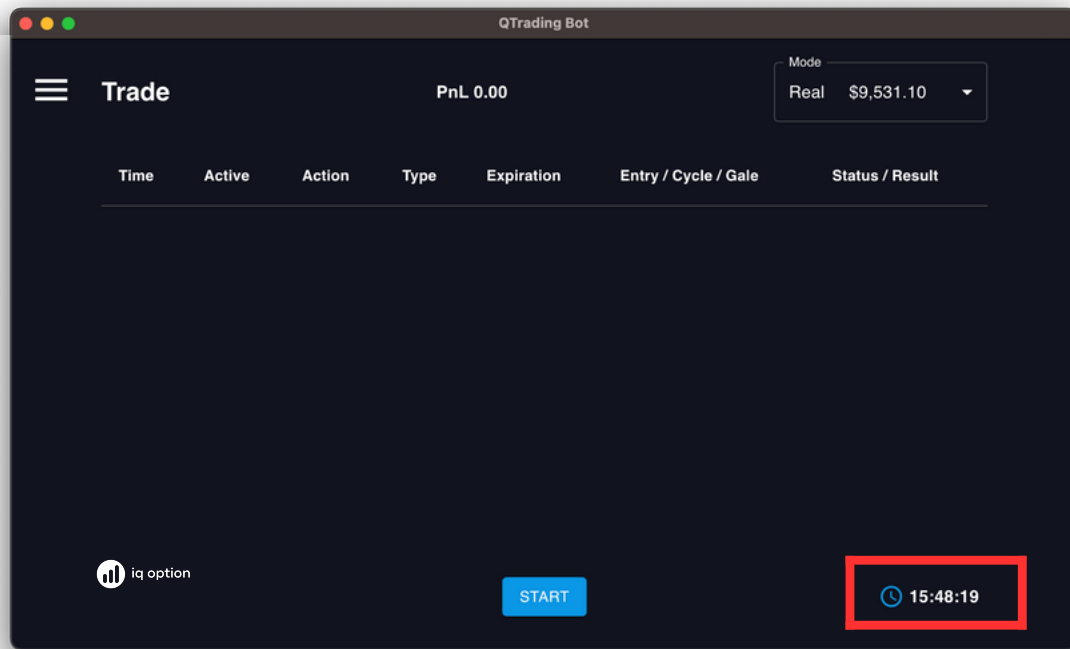 QTrading Bot
Mode
Trade PnL 0.00 Real $9,531.10
Time Active Action Type Expiration Entry / Cycle / Gale Status / Result
iq option
START 15:48:19